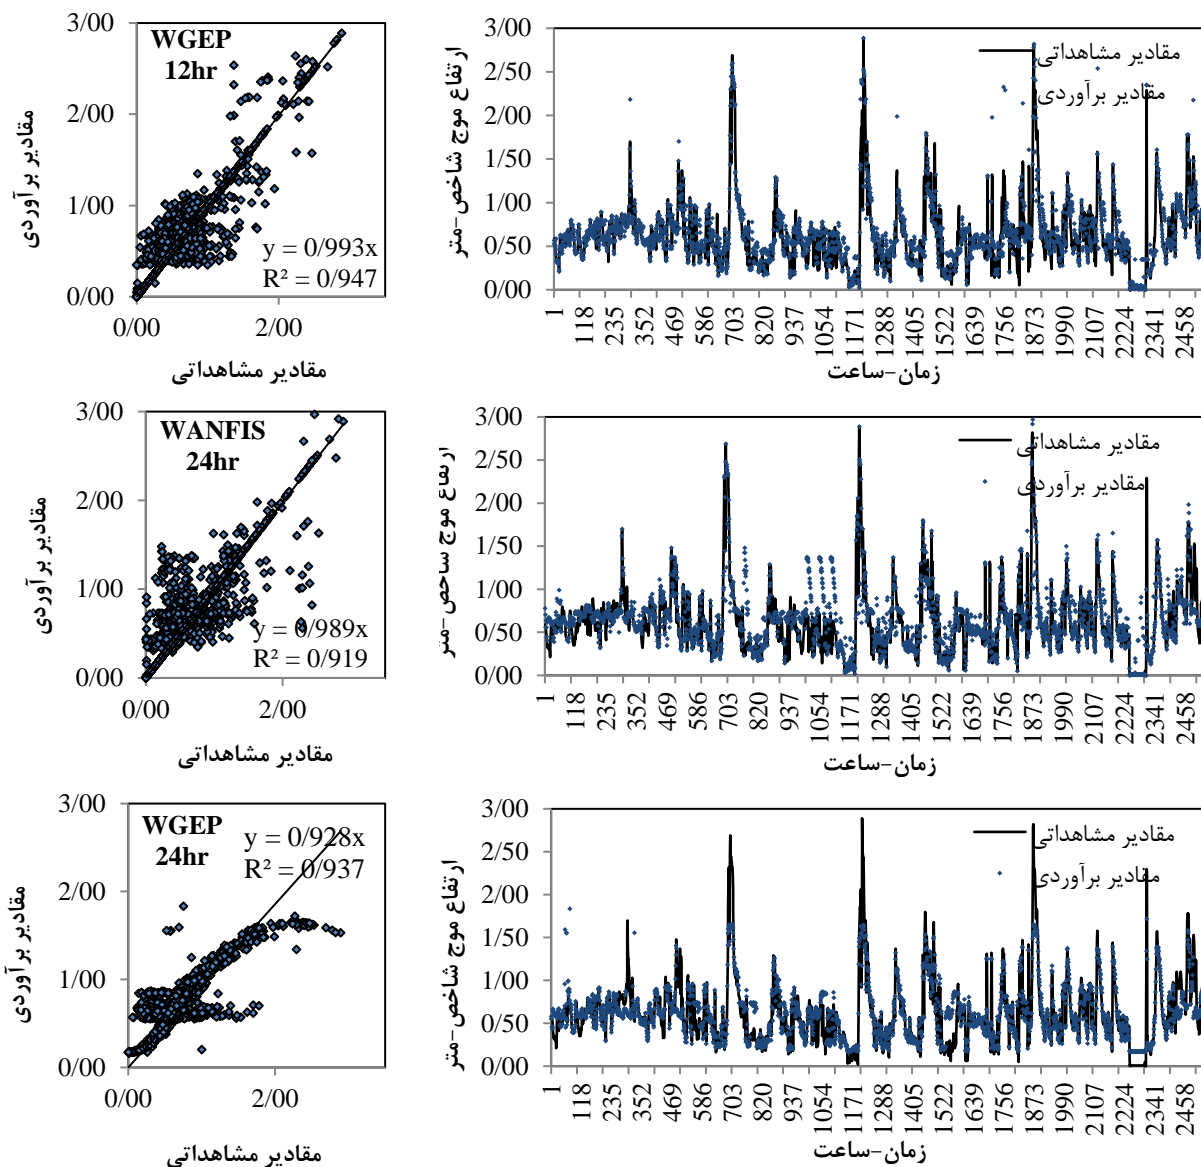 WGEP
12hr
3/00
2/00
1/00
0/00
مقادیر برآوردی
y = 0/993x
R² = 0/947
0/00
2/00
مقادیر مشاهداتی
3/00
2/50
2/00
1/50
1/00
0/50
0/00
ارتفاع موج شاخص-متر
مقادیر مشاهداتی
مقادیر برآوردی
1 118 235 352 469 586 703 820 937 1054 1171 1288 1405 1522 1639 1756 1873 1990 2107 2224 2341 2458
زمان-ساعت
WANFIS
24hr
3/00
2/00
1/00
0/00
مقادیر برآوردی
y = 0/989x
R² = 0/919
0/00
2/00
مقادیر مشاهداتی
3/00
2/50
2/00
1/50
1/00
0/50
0/00
ارتفاع موج شاخص-متر
مقادیر مشاهداتی
مقادیر برآوردی
1 118 235 352 469 586 703 820 937 1054 1171 1288 1405 1522 1639 1756 1873 1990 2107 2224 2341 2458
زمان-ساعت
WGEP
24hr
3/00
2/00
1/00
0/00
مقادیر برآوردی
y = 0/928x
R² = 0/937
0/00
2/00
مقادیر مشاهداتی
3/00
2/50
2/00
1/50
1/00
0/50
0/00
ارتفاع موج شاخص-متر
مقادیر مشاهداتی
مقادیر برآوردی
1 118 235 352 469 586 703 820 937 1054 1171 1288 1405 1522 1639 1756 1873 1990 2107 2224 2341 2458
زمان-ساعت